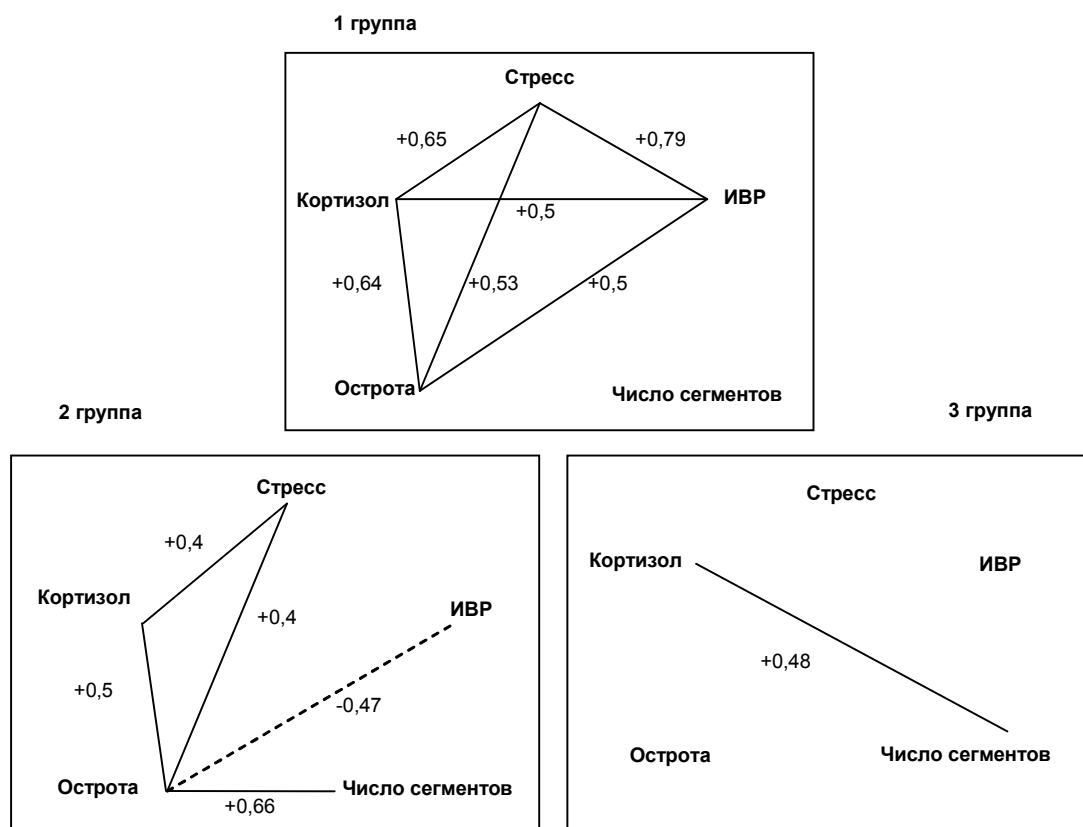 1 группа
Стресс
+0,65
+0,79
Кортизол
+0,5
ИВР
+0,64
+0,53
+0,5
Острота
Число сегментов
2 группа
3 группа
Стресс
+0,4
Кортизол
+0,4
ИВР
+0,5
-0,47
Острота
+0,66
Число сегментов
Стресс
Кортизол
ИВР
+0,48
Острота
Число сегментов